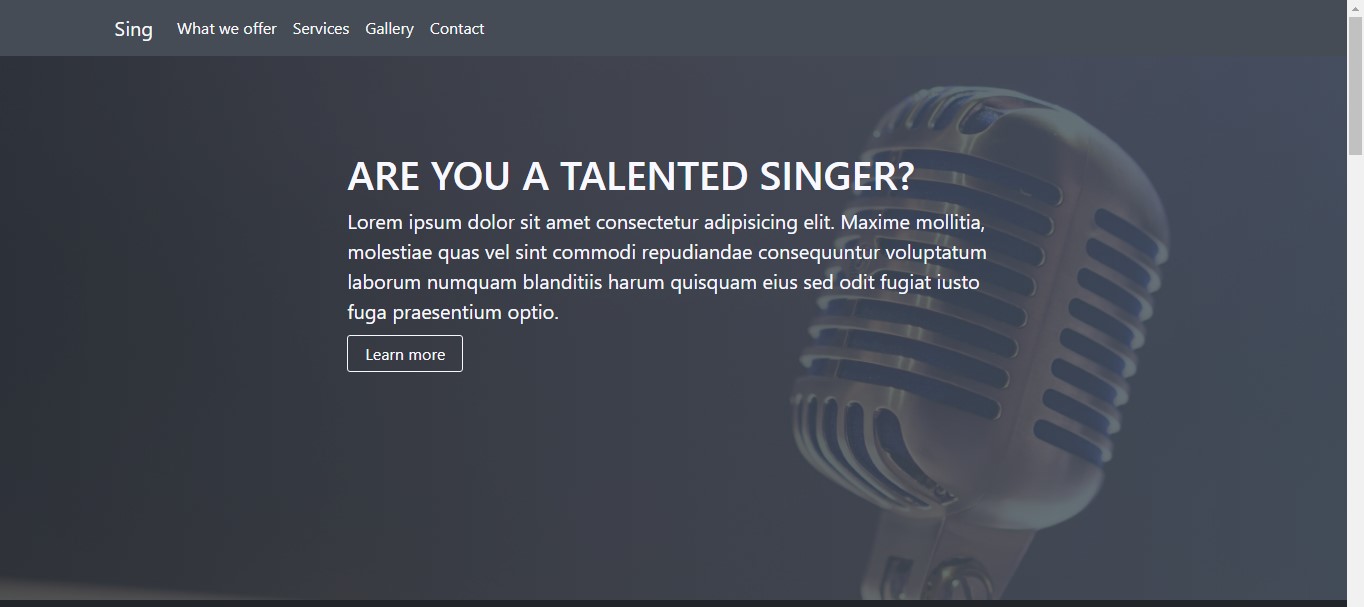 Sing What we offer Services Gallery Contact
ARE YOU A TALENTED SINGER?
Lorem ipsum dolor sit amet consectetur adipisicing elit. Maxime mollitia,
molestiae quas vel sint commodi repudiandae consequuntur voluptatum
laborum numquam blanditiis harum quisquam eius sed odit fugiat iusto
fuga praesentium optio.
Learn more